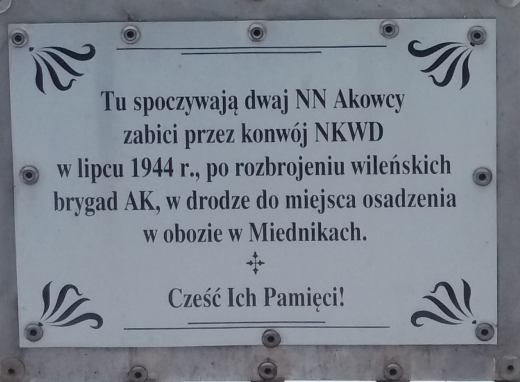 Tu spoczywają dwaj NN Akowcy
zabici przez konwój NKWD
w lipcu 1944 r., po rozbrojeniu wileńskich
brygad AK, w drodze do miejsca osadzenia
w obozie w Miednikach.
Cześć Ich Pamięci!